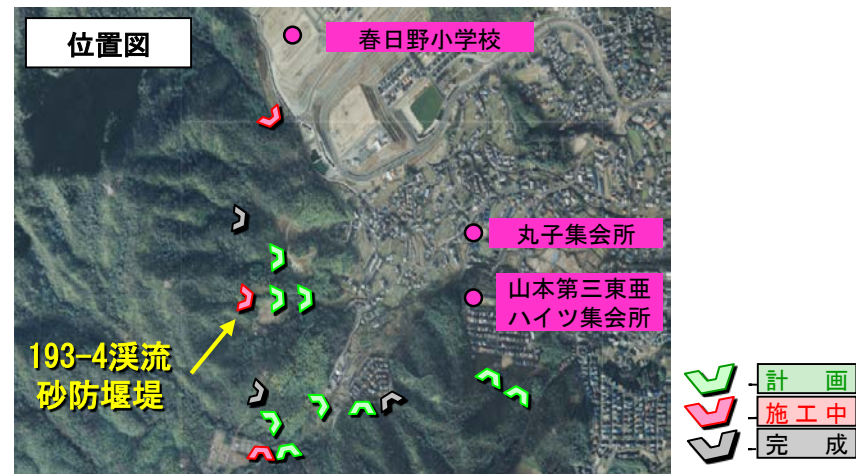 位置図
春日野小学校
丸子集会所
山本第三東亜
ハイツ集会所
193-4渓流
砂防堰堤
計　画
施工中
完　成